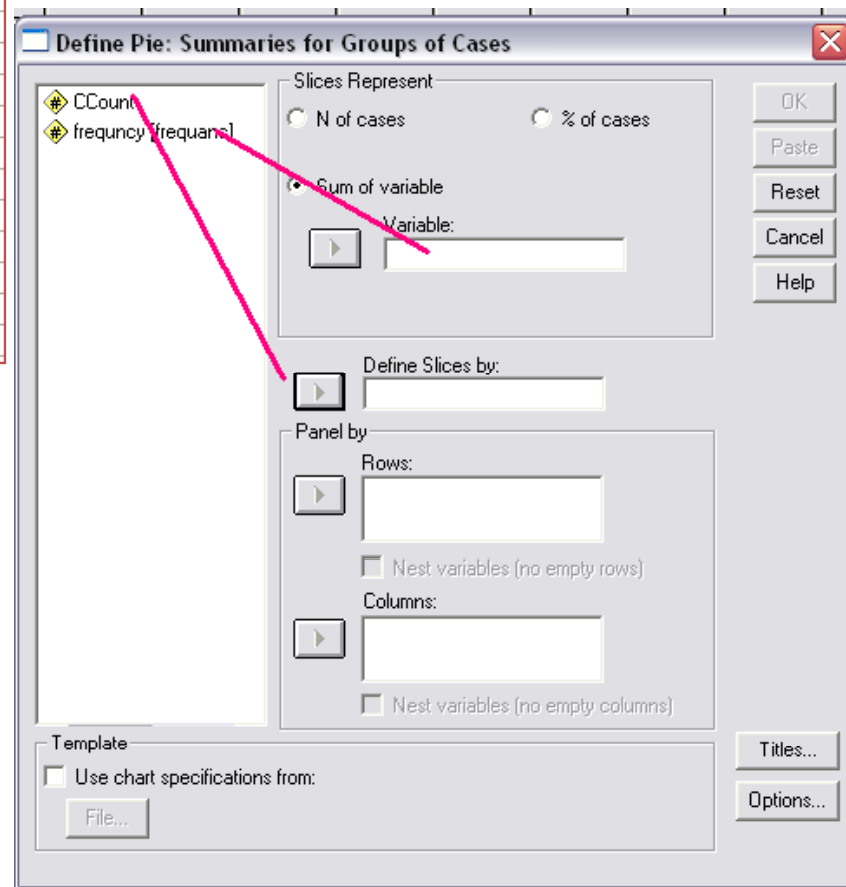 Define Pie: Summaries for Groups of Cases
CCount
frequncy [frequanc]
Slices Represent
N of cases
% of cases
Sum of variable
Variable:
Define Slices by:
Panel by
Rows:
Nest variables (no empty rows)
Columns:
Nest variables (no empty columns)
OK
Paste
Reset
Cancel
Help
Template
Use chart specifications from:
File...
Titles...
Options...